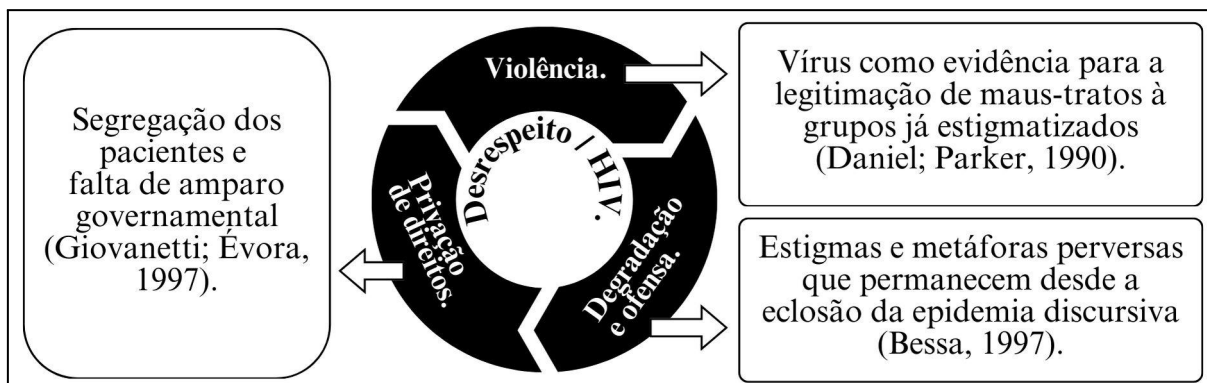 Segregação dos
pacientes e
falta de amparo
governamental
(Giovanetti; Évora,
1997).
Violência.
Desrespeito / HIV.
Privação
de direitos.
Degradação
e ofensa.
Vírus como evidência para a
legitimação de maus-tratos à
grupos já estigmatizados
(Daniel; Parker, 1990).
Estigmas e metáforas perversas
que permanecem desde a
eclosão da epidemia discursiva
(Bessa, 1997).